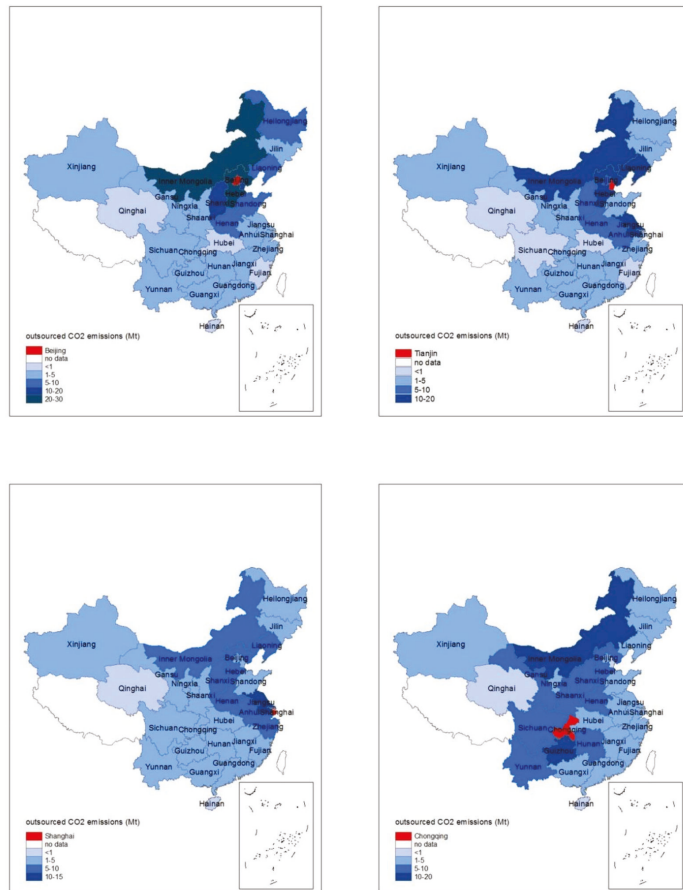 Heilongjiang
Jilin
Xinjiang
Liaoning
Inner Mongolia
Gansu
Hebei
Ningxia
Shanxi
Shandong
Qinghai
Shaanxi
Henan
Jiangsu
Anhui Shanghai
Hubei
Sichuan Chongqing
Zhejiang
Hunan Jiangxi
Guizhou
Fujian
Yunnan
Guangdong
Guangxi
Hainan
outsourced CO2 emissions (Mt)
Beijing
no data
<1
1-5
5-10
10-20
20-30
Heilongjiang
Jilin
Xinjiang
Liaoning
Inner Mongolia
Beijing
Gansu
Hebei
Ningxia
Shanxi
Shandong
Qinghai
Shaanxi
Henan
Jiangsu
Anhui Shanghai
Hubei
Sichuan Chongqing
Zhejiang
Hunan Jiangxi
Guizhou
Fujian
Yunnan
Guangdong
Guangxi
Hainan
outsourced CO2 emissions (Mt)
Tianjin
no data
<1
1-5
5-10
10-20
Heilongjiang
Jilin
Xinjiang
Liaoning
Inner Mongolia
Beijing
Gansu
Hebei
Ningxia
Shanxi
Shandong
Qinghai
Shaanxi
Henan
Jiangsu
Anhui Shanghai
Hubei
Sichuan Chongqing
Zhejiang
Hunan Jiangxi
Guizhou
Fujian
Yunnan
Guangdong
Guangxi
Hainan
outsourced CO2 emissions (Mt)
Shanghai
no data
<1
1-5
5-10
10-15
Heilongjiang
Jilin
Xinjiang
Liaoning
Inner Mongolia
Beijing
Gansu
Hebei
Ningxia
Shanxi
Shandong
Qinghai
Shaanxi
Henan
Jiangsu
Anhui Shanghai
Hubei
Sichuan
Zhejiang
Hunan Jiangxi
Fujian
Yunnan
Guangdong
Guangxi
Hainan
outsourced CO2 emissions (Mt)
Chongqing
no data
<1
1-5
5-10
10-20